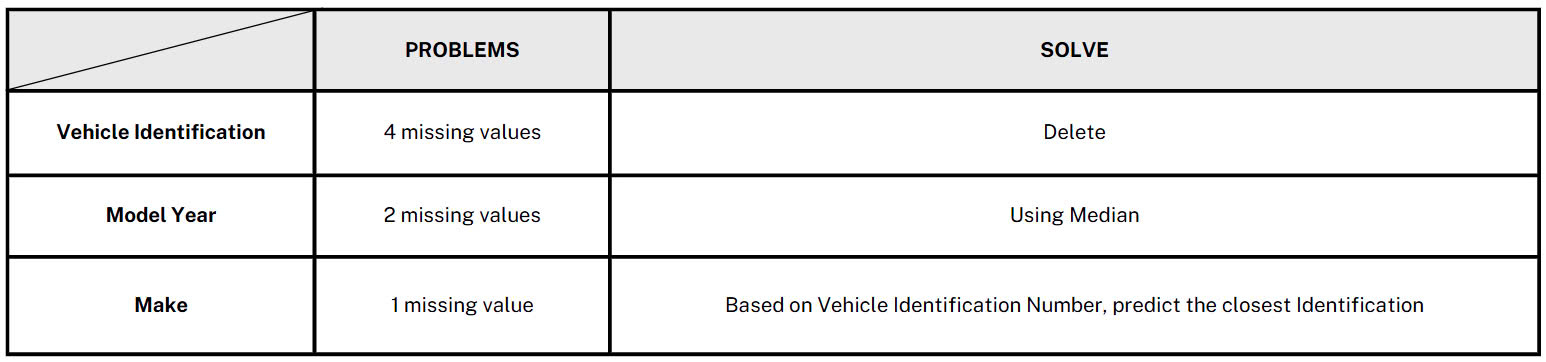 PROBLEMS
SOLVE
Vehicle Identification
4 missing values
Delete
Model Year
2 missing values
Using Median
Make
1 missing value
Based on Vehicle Identification Number, predict the closest Identification